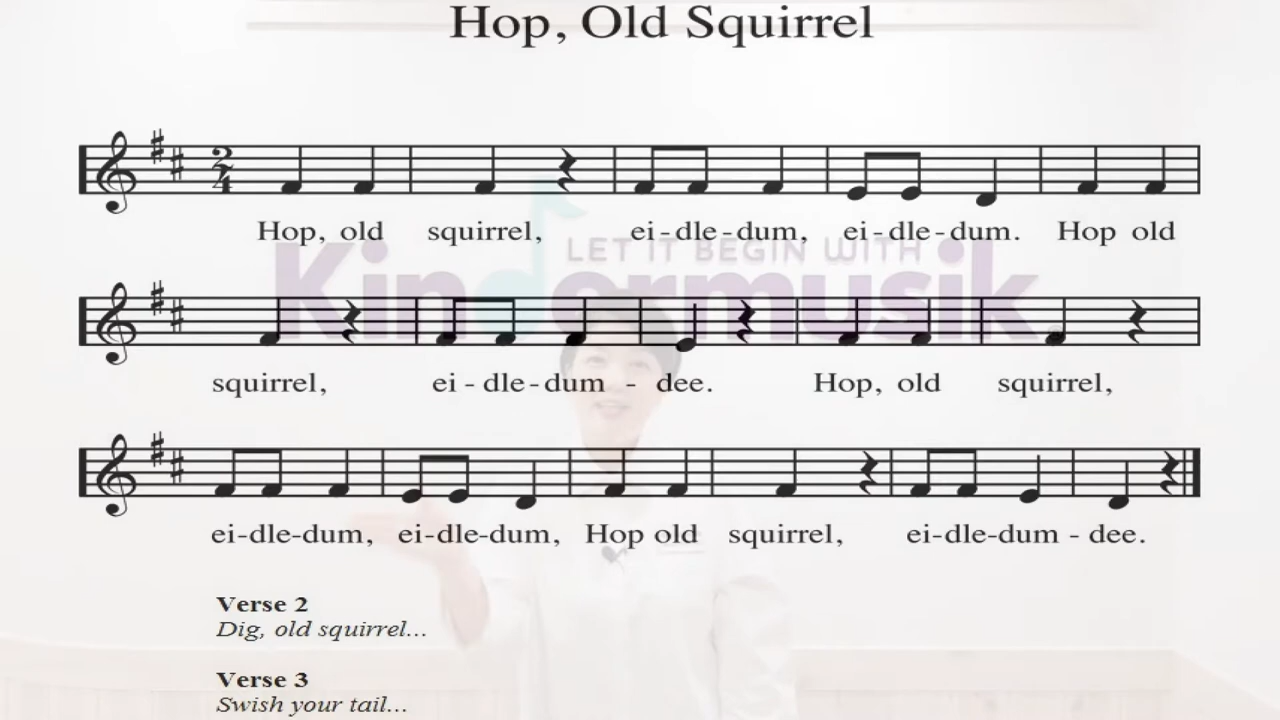 Hop, Old Squirrel
2
4
Hop, old squirrel, ei-dle-dum, ei-dle-dum. Hop old
LET IT BEGIN WITH
Kindermusik
squirrel, ei - dle-dum - dee. Hop, old squirrel,
ei-dle-dum, ei-dle-dum, Hop old squirrel, ei-dle-dum - dee.
Verse 2
Dig, old squirrel...
Verse 3
Swish your tail...